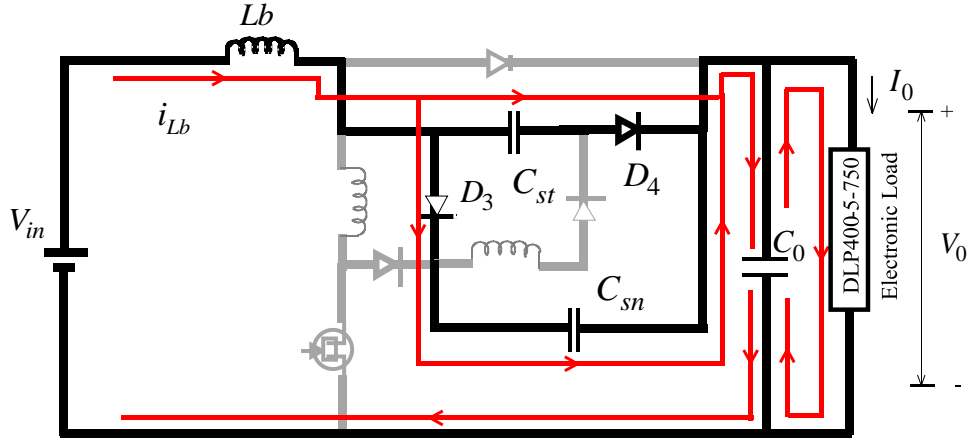 Lb
i_Lb
V_in
D_3
C_st
D_4
C_sn
C_0
I_0
+
V_0
-
DLP400-5-750
Electronic Load